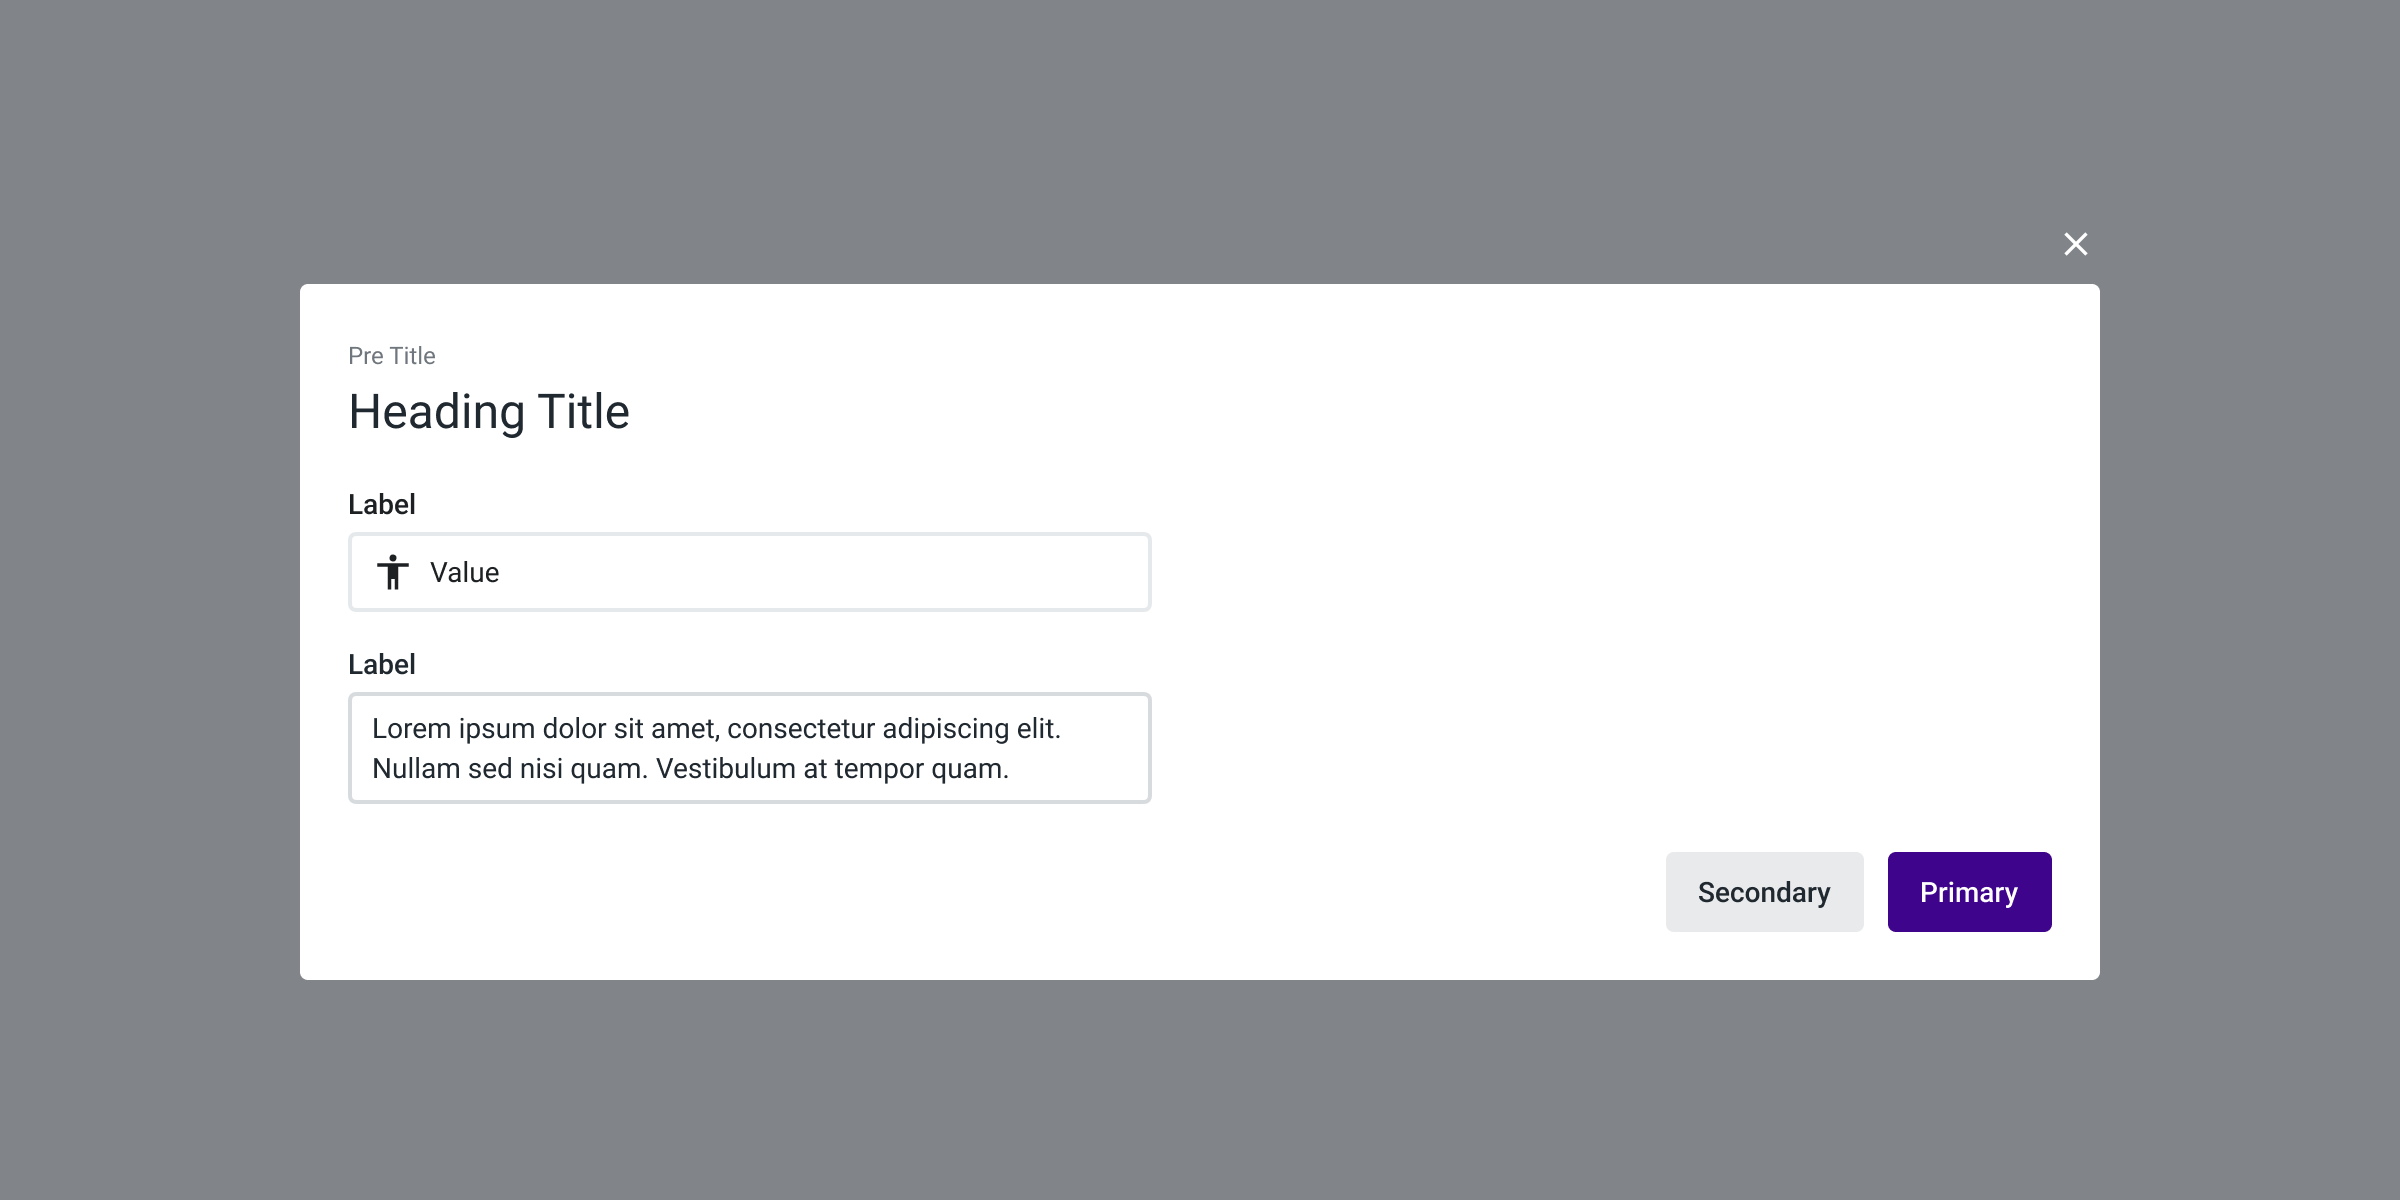 Pre Title
Heading Title
Label
Value
Label
Lorem ipsum dolor sit amet, consectetur adipiscing elit.
Nullam sed nisi quam. Vestibulum at tempor quam.
Secondary
Primary